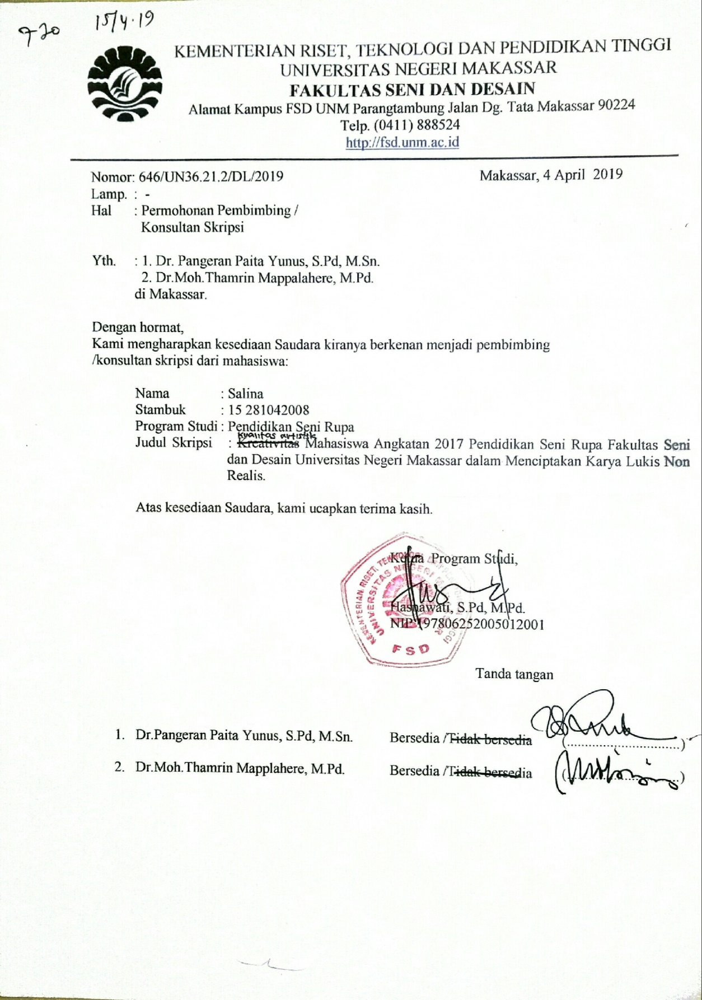 15/4.19
KEMENTERIAN RISET, TEKNOLOGI DAN PENDIDIKAN TINGGI
UNIVERSITAS NEGERI MAKASSAR
FAKULTAS SENI DAN DESAIN
Alamat Kampus FSD UNM Parangtambung Jalan Dg. Tata Makassar 90224
Telp. (0411) 888524
http://fsd.unm.ac.id
Nomor: 646/UN36.21.2/DL/2019 Makassar, 4 April 2019
Lamp. : -
Hal : Permohonan Pembimbing /
Konsultan Skripsi
Yth. : 1. Dr. Pangeran Paita Yunus, S.Pd, M.Sn.
2. Dr.Moh.Thamrin Mappalahere, M.Pd.
di Makassar.
Dengan hormat,
Kami mengharapkan kesediaan Saudara kiranya berkenan menjadi pembimbing
/konsultan skripsi dari mahasiswa:
Nama : Salina
Stambuk : 15 281042008
Program Studi : Pendidikan Seni Rupa
kualitas artistik
Judul Skripsi : Kreativitas Mahasiswa Angkatan 2017 Pendidikan Seni Rupa Fakultas Seni
dan Desain Universitas Negeri Makassar dalam Menciptakan Karya Lukis Non
Realis.
Atas kesediaan Saudara, kami ucapkan terima kasih.
Ketua Program Studi,
Hasnawati, S.Pd, M.Pd.
NIP.197806252005012001
KEMENTERIAN RISET, TEKNOLOGI DAN PENDIDIKAN TINGGI
UNIVERSITAS NEGERI MAKASSAR
FSD
Tanda tangan
1. Dr.Pangeran Paita Yunus, S.Pd, M.Sn. Bersedia /Tidak bersedia (..............................)
2. Dr.Moh.Thamrin Mapplahere, M.Pd. Bersedia /Tidak bersedia (..............................)